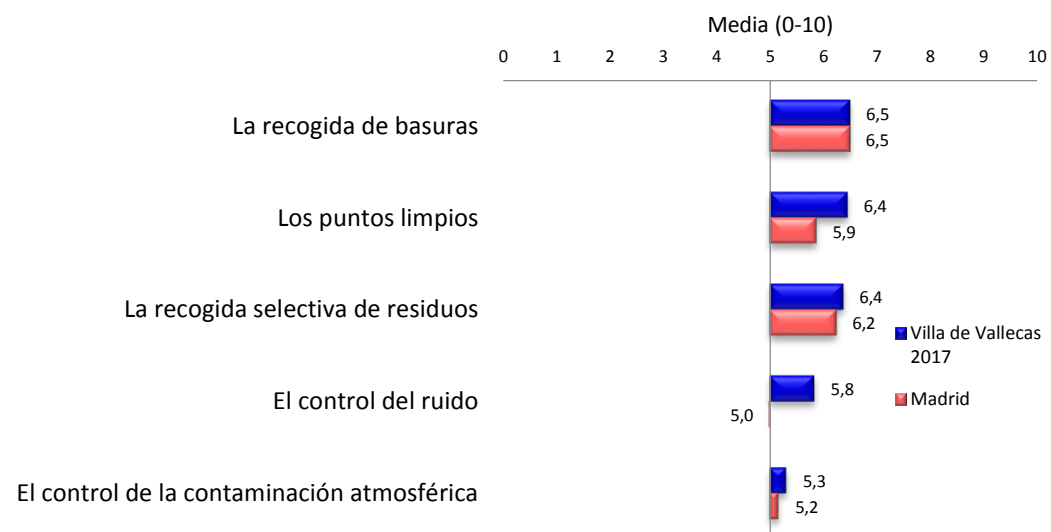 Media (0-10)
0 1 2 3 4 5 6 7 8 9 10
La recogida de basuras
6,5
6,5
Los puntos limpios
6,4
5,9
La recogida selectiva de residuos
6,4
6,2
Villa de Vallecas
2017
El control del ruido
5,8
5,0
Madrid
El control de la contaminación atmosférica
5,3
5,2